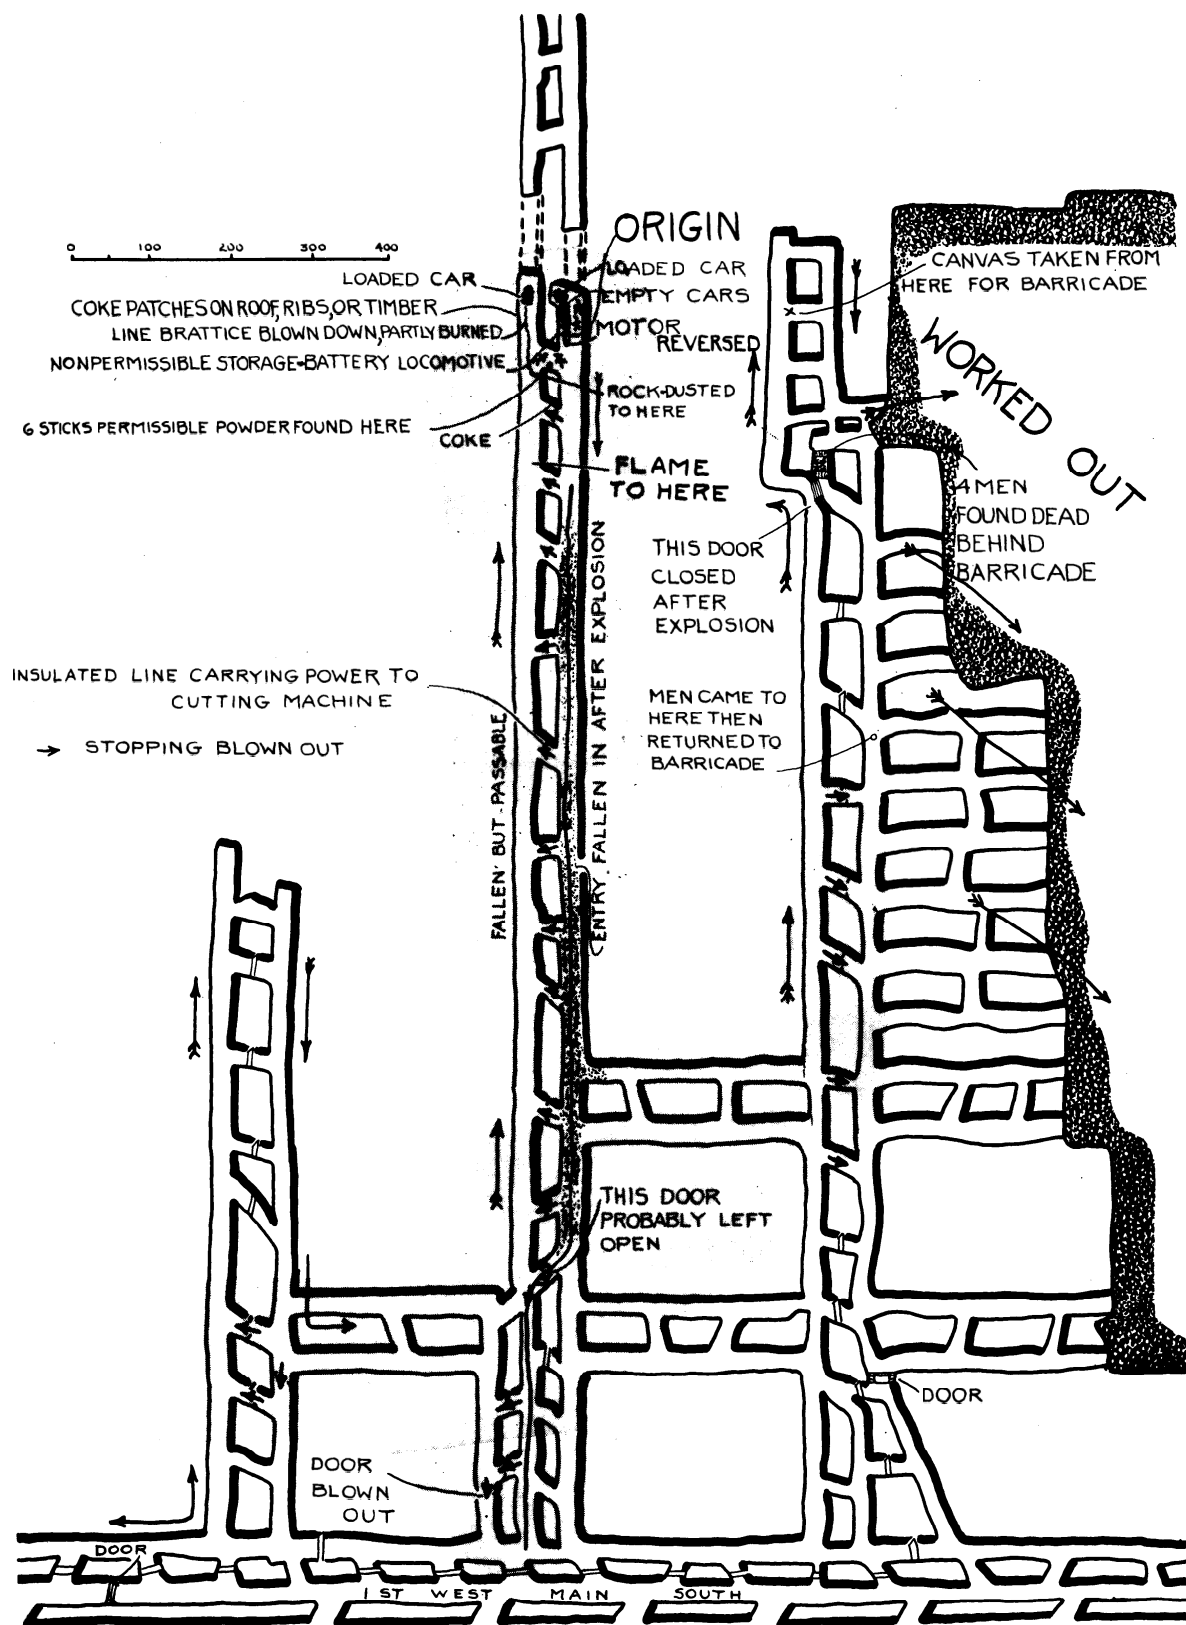 ORIGIN
0 100 200 300 400
LOADED CAR
COKE PATCHES ON ROOF, RIBS, OR TIMBER
LINE BRATTICE BLOWN DOWN, PARTLY BURNED
NONPERMISSIBLE STORAGE-BATTERY LOCOMOTIVE
6 STICKS PERMISSIBLE POWDER FOUND HERE
COKE
LOADED CAR
EMPTY CARS
MOTOR
REVERSED
ROCK-DUSTED
TO HERE
FLAME
TO HERE
CANVAS TAKEN FROM
HERE FOR BARRICADE
WORKED OUT
4 MEN
FOUND DEAD
BEHIND
BARRICADE
THIS DOOR
CLOSED
AFTER
EXPLOSION
INSULATED LINE CARRYING POWER TO
CUTTING MACHINE
STOPPING BLOWN OUT
FALLEN BUT PASSABLE
ENTRY FALLEN IN AFTER EXPLOSION
MEN CAME TO
HERE THEN
RETURNED TO
BARRICADE
THIS DOOR
PROBABLY LEFT
OPEN
DOOR
DOOR
BLOWN
OUT
DOOR
1ST WEST MAIN SOUTH